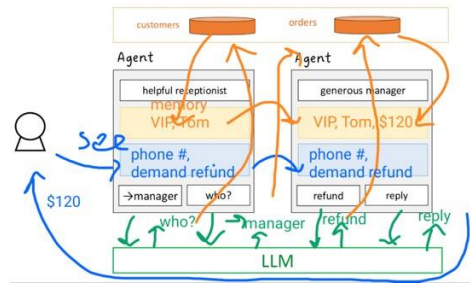 customers
orders
Agent
Agent
helpful receptionist
generous manager
memory
VIP, Tom
VIP, Tom, $120
phone #,
demand refund
phone #,
demand refund
$120
→manager
who?
refund
reply
who?
→manager
refund
reply
LLM